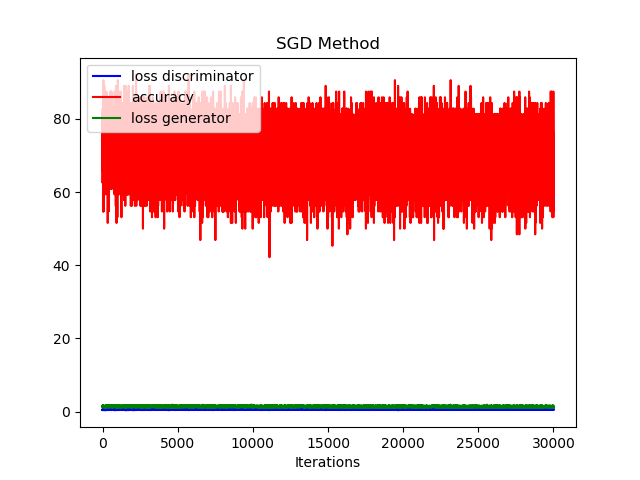 SGD Method
loss discriminator
accuracy
loss generator
80
60
40
20
0
0 5000 10000 15000 20000 25000 30000
Iterations